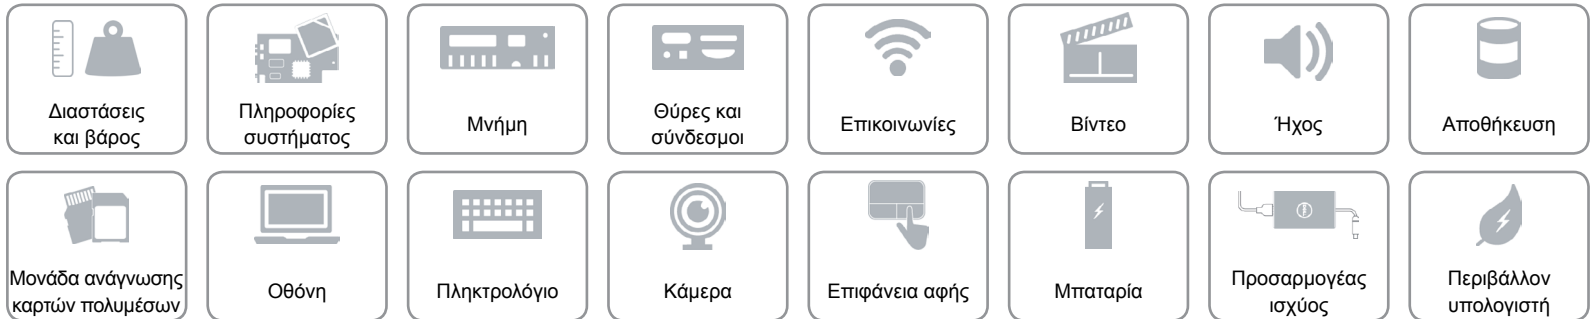 Διαστάσεις
και βάρος
Πληροφορίες
συστήματος
Μνήμη
Θύρες και
σύνδεσμοι
Επικοινωνίες
Βίντεο
Ήχος
Αποθήκευση
Μονάδα ανάγνωσης
καρτών πολυμέσων
Οθόνη
Πληκτρολόγιο
Κάμερα
Επιφάνεια αφής
Μπαταρία
Προσαρμογέας
ισχύος
Περιβάλλον
υπολογιστή